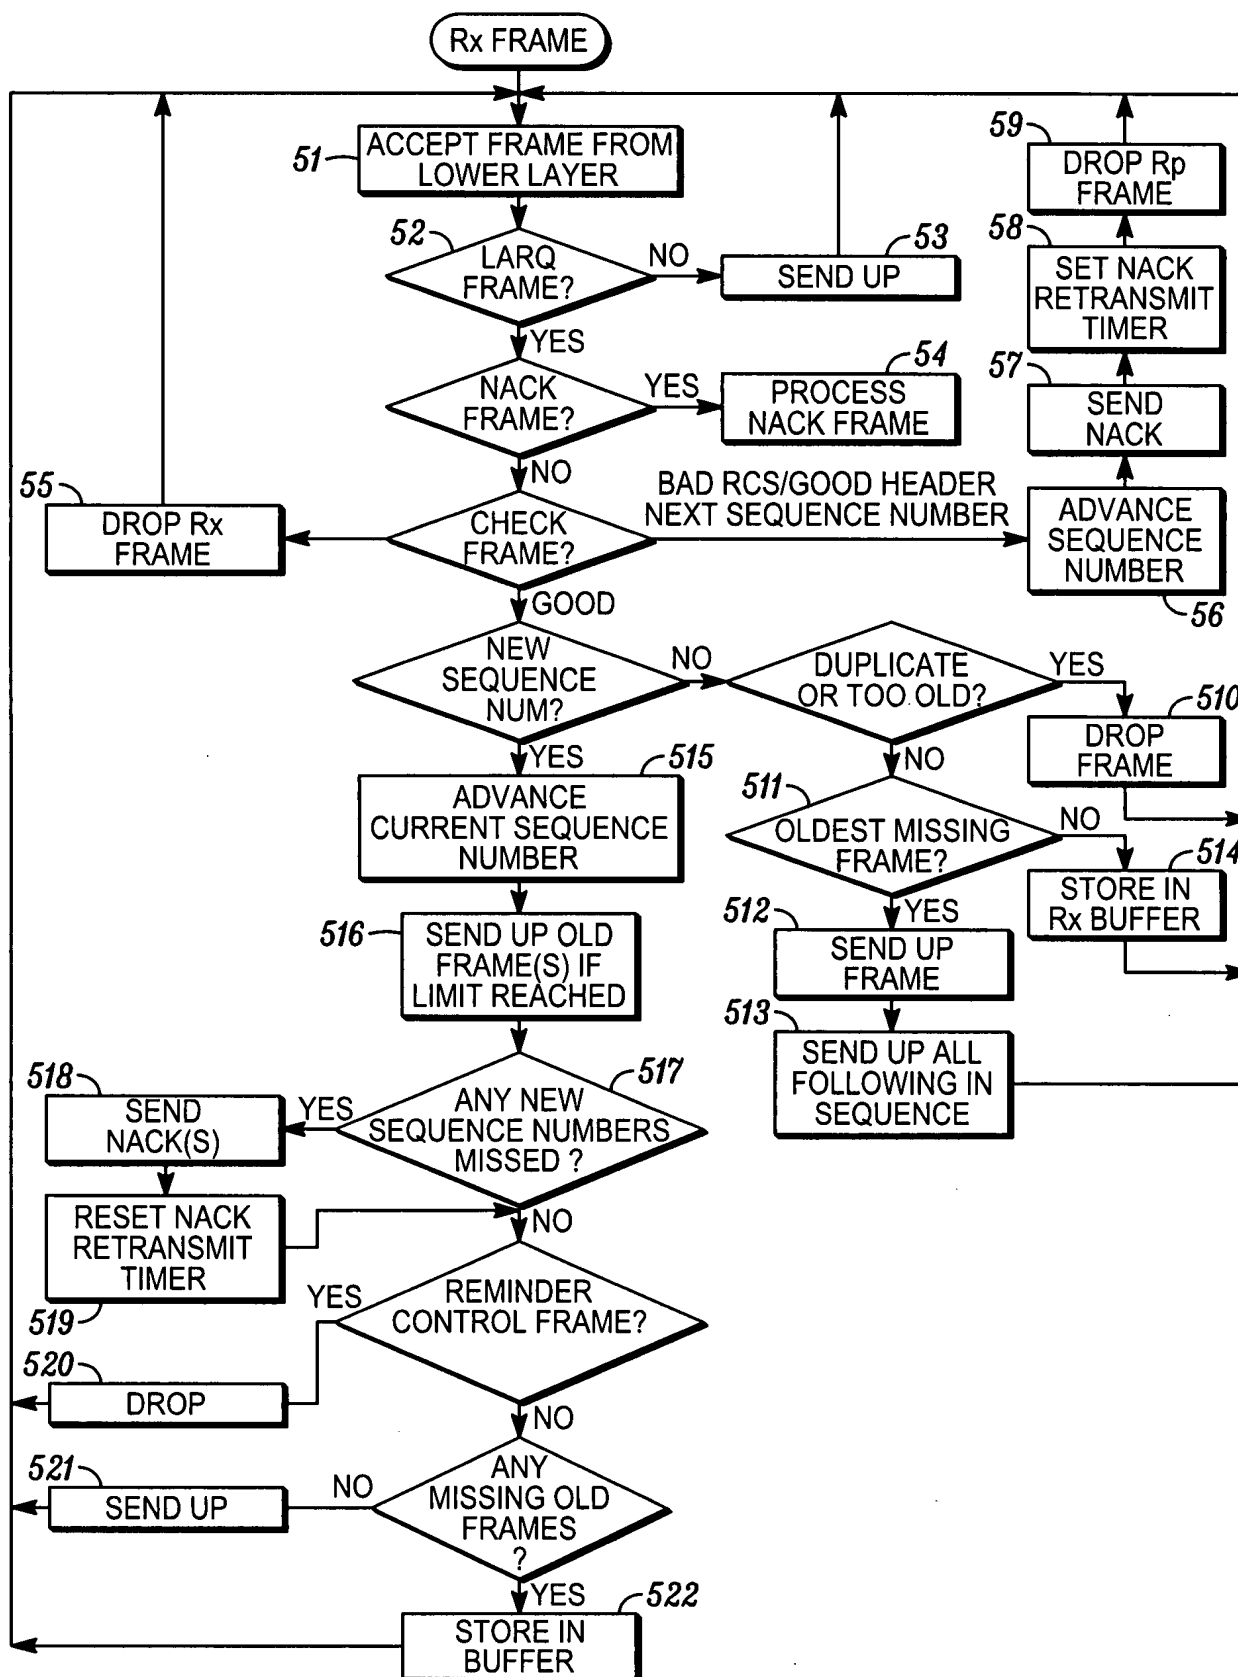 Rx FRAME
51
ACCEPT FRAME FROM
LOWER LAYER
52
LARQ
FRAME?
NO
53
SEND UP
YES
NACK
FRAME?
YES
54
PROCESS
NACK FRAME
NO
55
DROP Rx
FRAME
CHECK
FRAME?
BAD RCS/GOOD HEADER
NEXT SEQUENCE NUMBER
ADVANCE
SEQUENCE
NUMBER
56
57
SEND
NACK
58
SET NACK
RETRANSMIT
TIMER
59
DROP Rp
FRAME
GOOD
NEW
SEQUENCE
NUM?
NO
DUPLICATE
OR TOO OLD?
YES
510
DROP
FRAME
NO
511
OLDEST MISSING
FRAME?
NO
514
STORE IN
Rx BUFFER
YES
512
SEND UP
FRAME
513
SEND UP ALL
FOLLOWING IN
SEQUENCE
YES
515
ADVANCE
CURRENT SEQUENCE
NUMBER
516
SEND UP OLD
FRAME(S) IF
LIMIT REACHED
517
ANY NEW
SEQUENCE NUMBERS
MISSED ?
YES
518
SEND
NACK(S)
RESET NACK
RETRANSMIT
TIMER
519
NO
REMINDER
CONTROL FRAME?
YES
520
DROP
NO
ANY
MISSING OLD
FRAMES
?
NO
521
SEND UP
YES
522
STORE IN
BUFFER